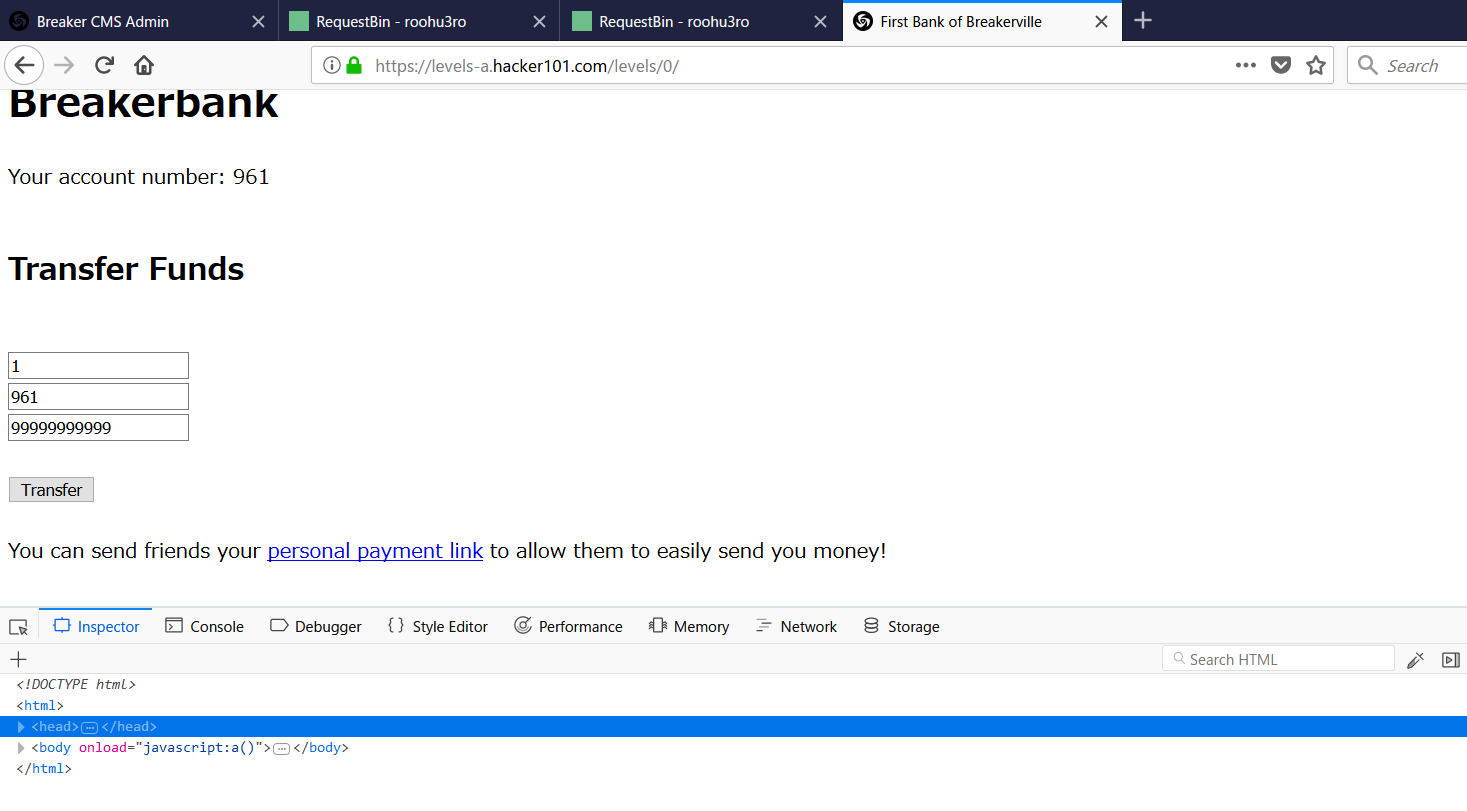 Breaker CMS Admin
RequestBin - roohu3ro
RequestBin - roohu3ro
First Bank of Breakerville
https://levels-a.hacker101.com/levels/0/
Search
Breakerbank
Your account number: 961
Transfer Funds
1
961
99999999999
Transfer
You can send friends your personal payment link to allow them to easily send you money!
Inspector Console Debugger { } Style Editor Performance Memory Network Storage
Search HTML
<!DOCTYPE html>
<html>
<head>…</head>
<body onload="javascript:a()">…</body>
</html>